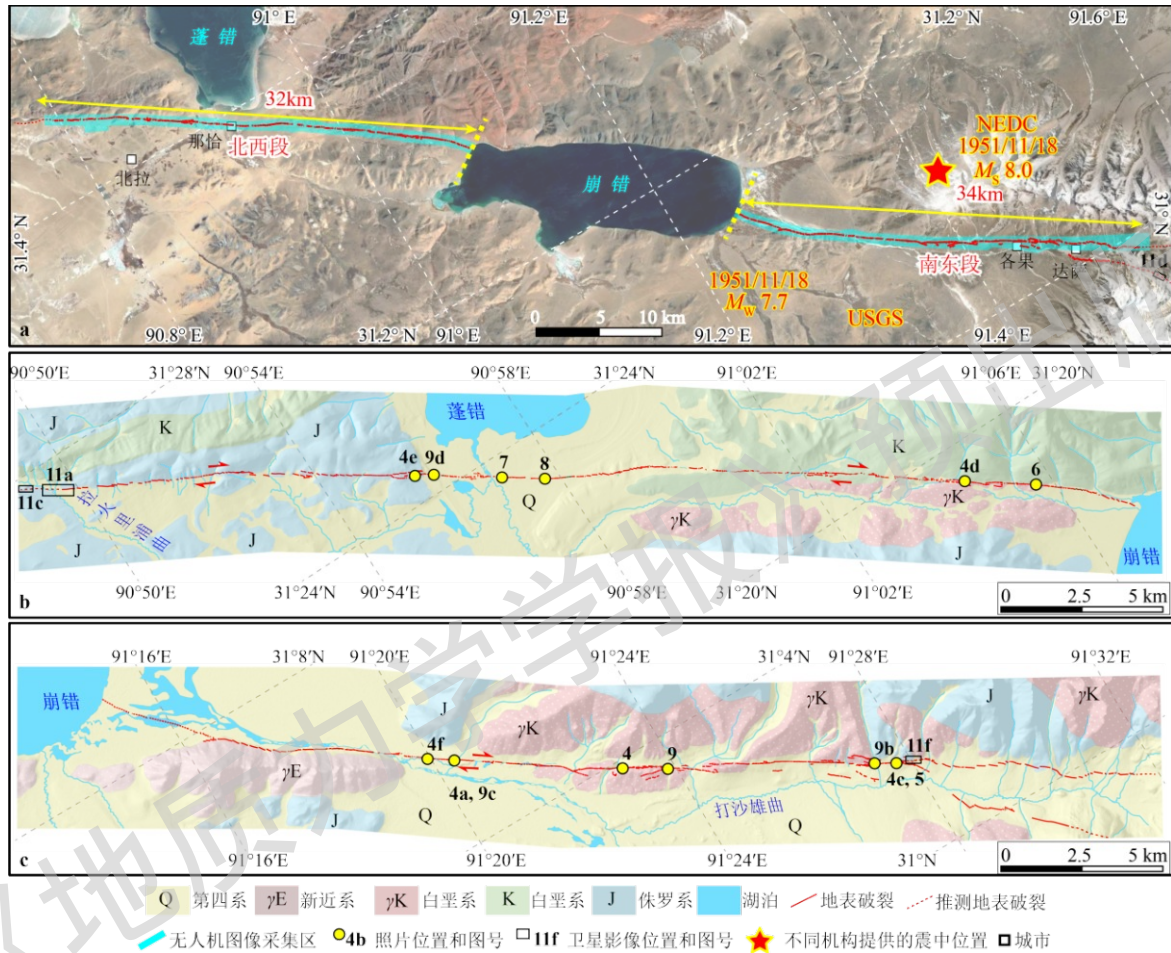 91° E
91.2° E
31.2° N
91.6° E
蓬错
32km
那恰
北西段
北拉
崩错
NEDC
1951/11/18
Ms 8.0
34km
31° N
南东段
各果
31.4° N
1951/11/18
Mw 7.7
USGS
a
90.8° E
31.2° N
91° E
0 5 10 km
91.2° E
91.4° E
90°50′E
31°28′N
90°54′E
90°58′E
31°24′N
91°02′E
91°06′E
31°20′N
J
K
J
蓬错
K
4e
9d
7
8
4d
6
11a
11c
拉火里浦曲
Q
γK
γK
J
J
J
崩错
b
90°50′E
31°24′N
90°54′E
90°58′E
31°20′N
91°02′E
0 2.5 5 km
91°16′E
31°8′N
91°20′E
91°24′E
31°4′N
91°28′E
91°32′E
崩错
J
γK
γK
J
γK
4f
4
9
9b
11f
γE
4a, 9c
4c, 5
打沙雄曲
J
Q
Q
c
91°16′E
91°20′E
91°24′E
31°N
0 2.5 5 km
Q 第四系 γE 新近系 γK 白垩系 K 白垩系 J 侏罗系 湖泊 地表破裂 推测地表破裂
无人机图像采集区 4b 照片位置和图号 11f 卫星影像位置和图号 不同机构提供的震中位置 城市